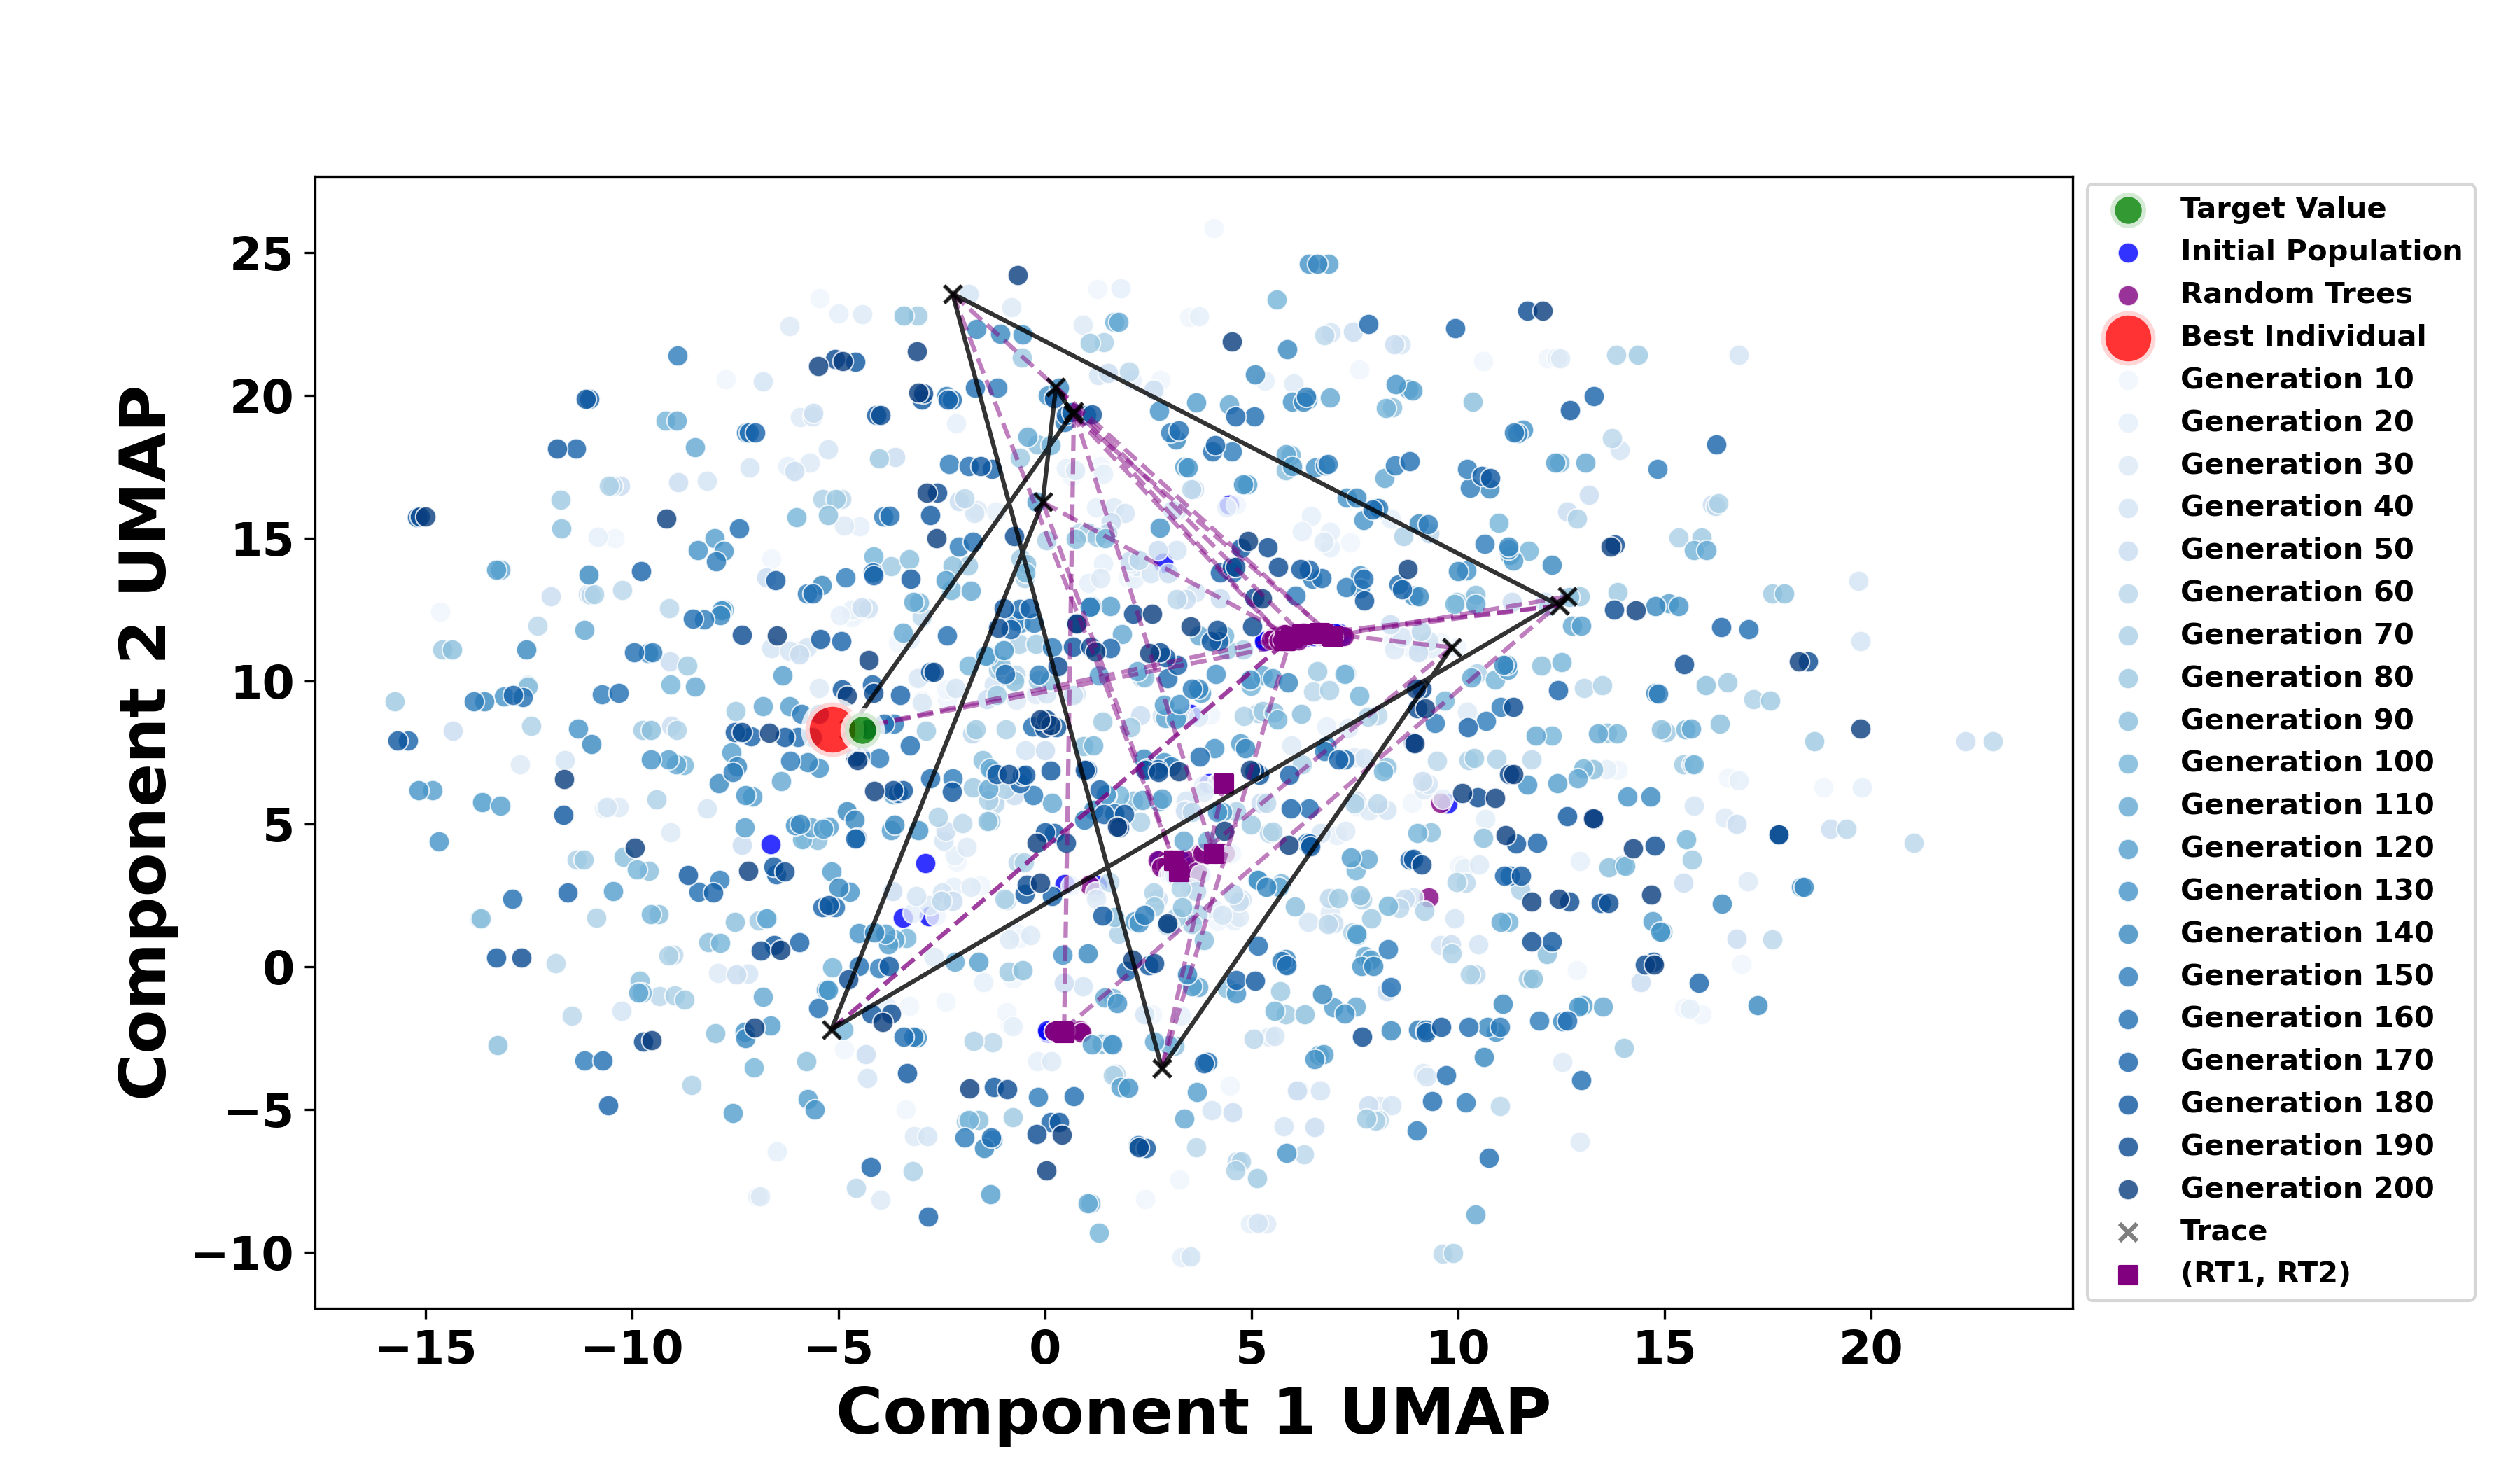 25
20
15
10
5
0
−5
−10
−15
−10
−5
0
5
10
15
20
Component 1 UMAP
Component 2 UMAP
Target Value
Initial Population
Random Trees
Best Individual
Generation 10
Generation 20
Generation 30
Generation 40
Generation 50
Generation 60
Generation 70
Generation 80
Generation 90
Generation 100
Generation 110
Generation 120
Generation 130
Generation 140
Generation 150
Generation 160
Generation 170
Generation 180
Generation 190
Generation 200
Trace
(RT1, RT2)